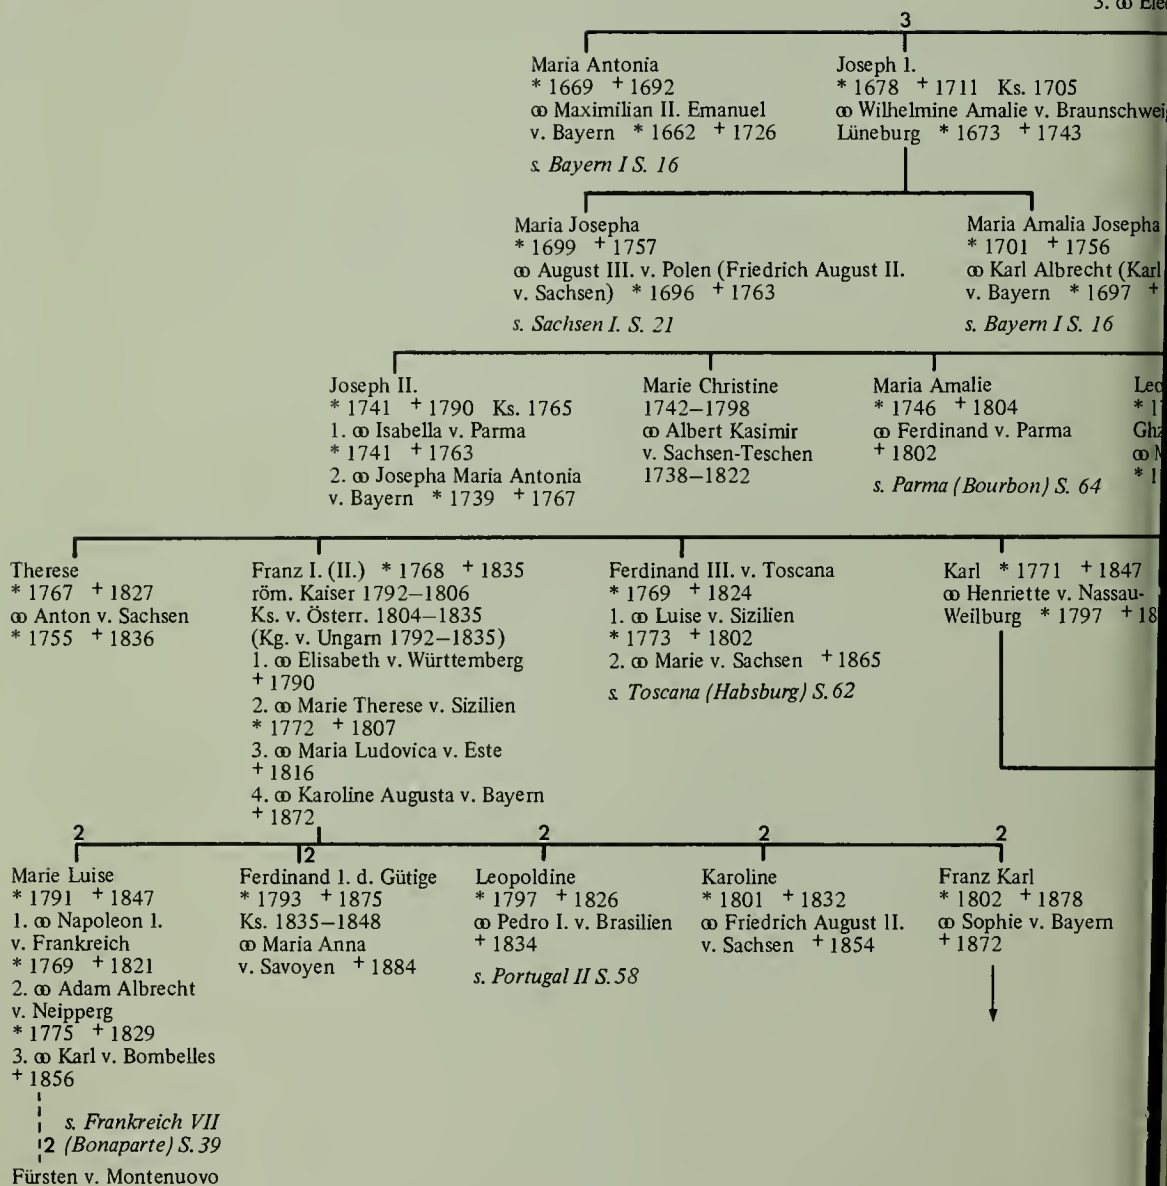 3. ⚭
3
Maria Antonia
* 1669 + 1692
⚭ Maximilian II. Emanuel
v. Bayern * 1662 + 1726
s. Bayern I S. 16
Joseph I.
* 1678 + 1711 Ks. 1705
⚭ Wilhelmine Amalie v. Braunschwei
Lüneburg * 1673 + 1743
Maria Josepha
* 1699 + 1757
⚭ August III. v. Polen (Friedrich August II.
v. Sachsen) * 1696 + 1763
s. Sachsen I. S. 21
Maria Amalia Josepha
* 1701 + 1756
⚭ Karl Albrecht (Karl
v. Bayern * 1697 +
s. Bayern I S. 16
Joseph II.
* 1741 + 1790 Ks. 1765
1. ⚭ Isabella v. Parma
* 1741 + 1763
2. ⚭ Josepha Maria Antonia
v. Bayern * 1739 + 1767
Marie Christine
1742–1798
⚭ Albert Kasimir
v. Sachsen-Teschen
1738–1822
Maria Amalie
* 1746 + 1804
⚭ Ferdinand v. Parma
+ 1802
s. Parma (Bourbon) S. 64
Therese
* 1767 + 1827
⚭ Anton v. Sachsen
* 1755 + 1836
Franz I. (II.) * 1768 + 1835
röm. Kaiser 1792–1806
Ks. v. Österr. 1804–1835
(Kg. v. Ungarn 1792–1835)
1. ⚭ Elisabeth v. Württemberg
+ 1790
2. ⚭ Marie Therese v. Sizilien
* 1772 + 1807
3. ⚭ Maria Ludovica v. Este
+ 1816
4. ⚭ Karoline Augusta v. Bayern
+ 1872
Ferdinand III. v. Toscana
* 1769 + 1824
1. ⚭ Luise v. Sizilien
* 1773 + 1802
2. ⚭ Marie v. Sachsen + 1865
s. Toscana (Habsburg) S. 62
Karl * 1771 + 1847
⚭ Henriette v. Nassau-
Weilburg * 1797 + 18
2
2
2
2
2
Marie Luise
* 1791 + 1847
1. ⚭ Napoleon I.
v. Frankreich
* 1769 + 1821
2. ⚭ Adam Albrecht
v. Neipperg
* 1775 + 1829
3. ⚭ Karl v. Bombelles
+ 1856
s. Frankreich VII
2 (Bonaparte) S. 39
Fürsten v. Montenuovo
Ferdinand I. d. Gütige
* 1793 + 1875
Ks. 1835–1848
⚭ Maria Anna
v. Savoyen + 1884
Leopoldine
* 1797 + 1826
⚭ Pedro I. v. Brasilien
+ 1834
s. Portugal II S. 58
Karoline
* 1801 + 1832
⚭ Friedrich August II.
v. Sachsen + 1854
Franz Karl
* 1802 + 1878
⚭ Sophie v. Bayern
+ 1872